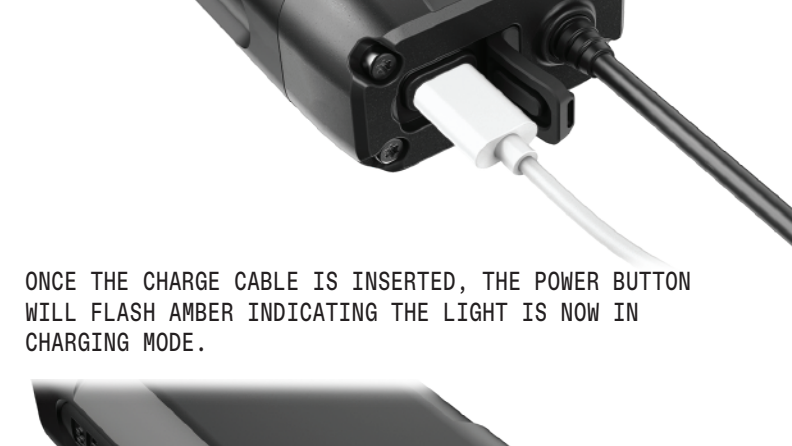 ONCE THE CHARGE CABLE IS INSERTED, THE POWER BUTTON
WILL FLASH AMBER INDICATING THE LIGHT IS NOW IN
CHARGING MODE.